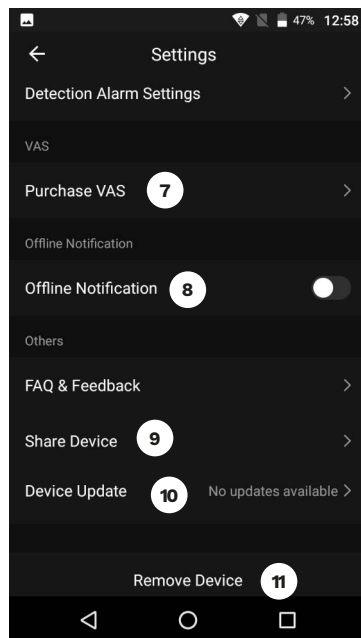 47% 12:58
Settings
Detection Alarm Settings
VAS
Purchase VAS 7
Offline Notification
Offline Notification 8
Others
FAQ & Feedback
Share Device 9
Device Update 10 No updates available
Remove Device 11